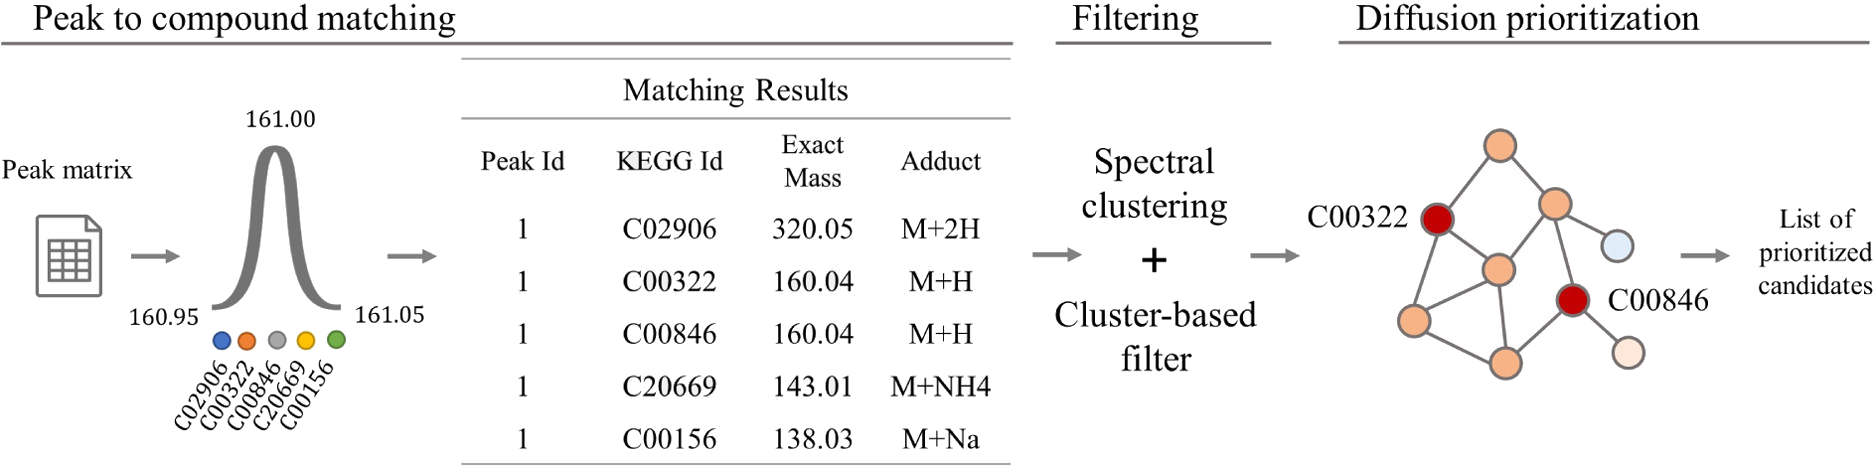 Peak to compound matching
Filtering
Diffusion prioritization
Peak matrix
161.00
160.95
161.05
C02906
C00322
C00846
C20669
C00156
Matching Results
Peak Id KEGG Id Exact Mass Adduct
1 C02906 320.05 M+2H
1 C00322 160.04 M+H
1 C00846 160.04 M+H
1 C20669 143.01 M+NH4
1 C00156 138.03 M+Na
Spectral
clustering
+
Cluster-based
filter
C00322
C00846
List of
prioritized
candidates